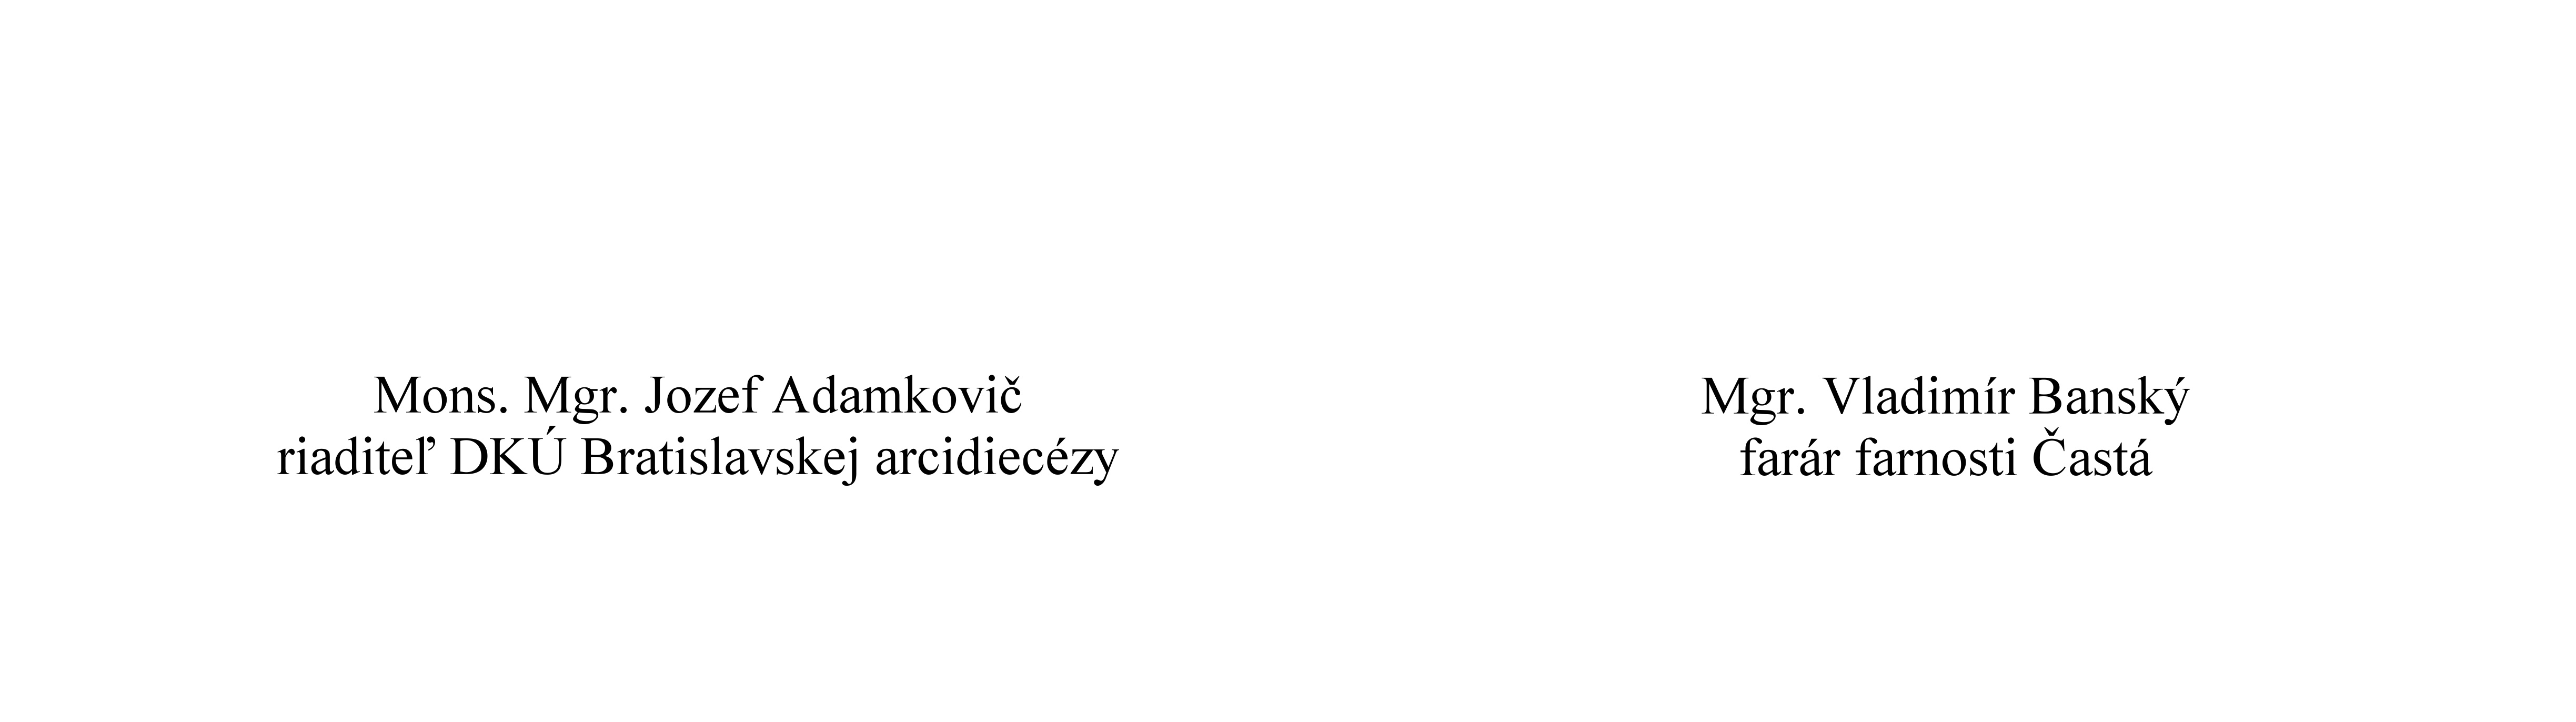 Mons. Mgr. Jozef Adamkovič
riaditeľ DKÚ Bratislavskej arcidiecézy
Mgr. Vladimír Banský
farár farnosti Častá